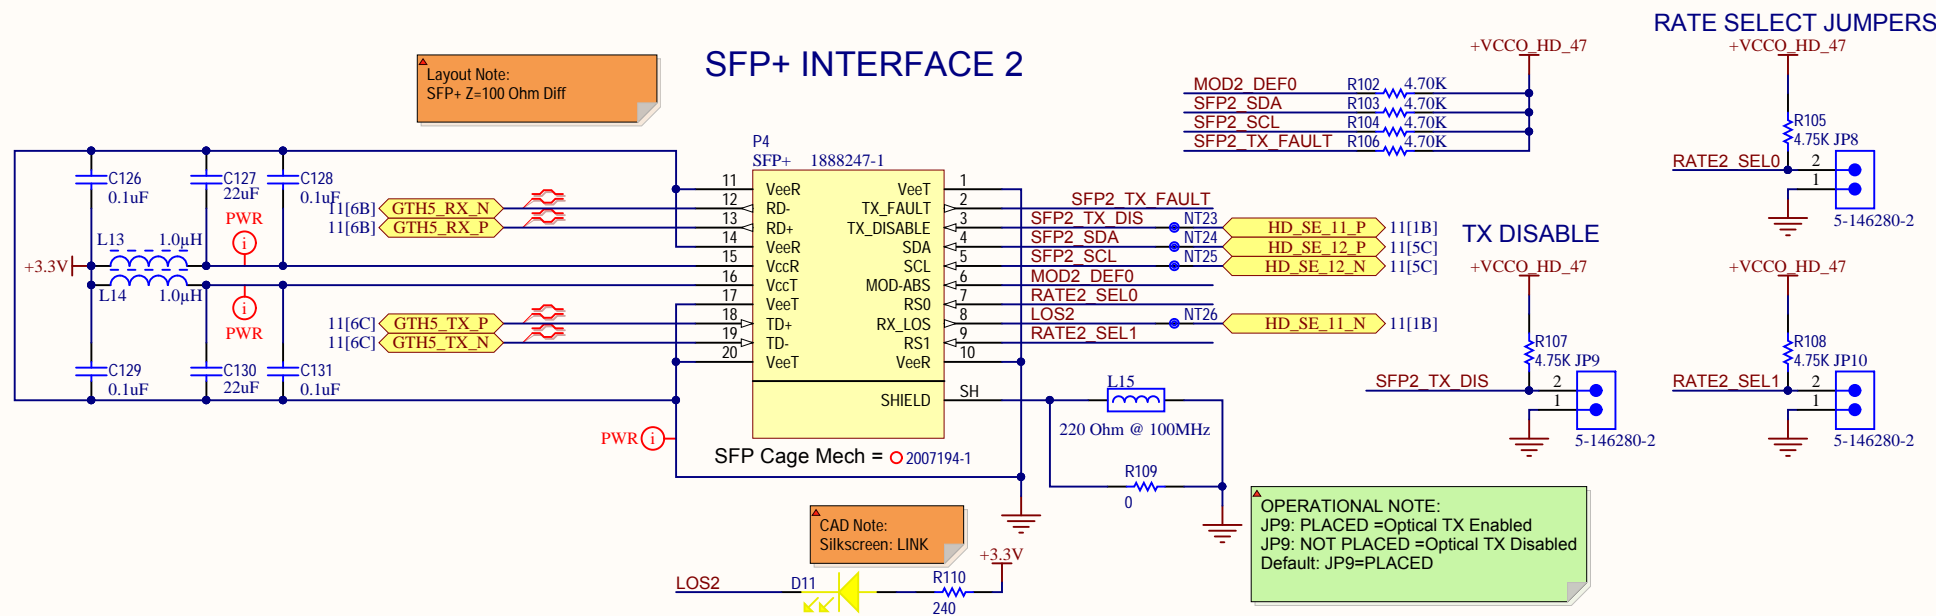 RATE SELECT JUMPERS
SFP+ INTERFACE 2
Layout Note:
SFP+ Z=100 Ohm Diff
+VCCO_HD_47
MOD2_DEF0 R102 4.70K
SFP2_SDA R103 4.70K
SFP2_SCL R104 4.70K
SFP2_TX_FAULT R106 4.70K
+VCCO_HD_47
R105
4.75K JP8
RATE2_SEL0 2
1
5-146280-2
P4
SFP+ 1888247-1
C126
0.1uF
C127
22uF
C128
0.1uF
11[6B] GTH5_RX_N
11[6B] GTH5_RX_P
PWR
i
L13 1.0µH
+3.3V
L14 1.0µH
i
PWR
11[6C] GTH5_TX_P
11[6C] GTH5_TX_N
C129
0.1uF
C130
22uF
C131
0.1uF
PWR i
11 VeeR
12 RD-
13 RD+
14 VeeR
15 VccR
16 VccT
17 VeeT
18 TD+
19 TD-
20 VeeT
VeeT 1
TX_FAULT 2 SFP2_TX_FAULT
TX_DISABLE 3 SFP2_TX_DIS NT23 HD_SE_11_P 11[1B]
SDA 4 SFP2_SDA NT24 HD_SE_12_P 11[5C]
SCL 5 SFP2_SCL NT25 HD_SE_12_N 11[5C]
MOD-ABS 6 MOD2_DEF0
RS0 7 RATE2_SEL0
RX_LOS 8 LOS2 NT26 HD_SE_11_N 11[1B]
RS1 9 RATE2_SEL1
VeeR 10
SHIELD SH
L15
220 Ohm @ 100MHz
R109
0
SFP Cage Mech = 2007194-1
TX DISABLE
+VCCO_HD_47
R107
4.75K JP9
SFP2_TX_DIS 2
1
5-146280-2
+VCCO_HD_47
R108
4.75K JP10
RATE2_SEL1 2
1
5-146280-2
CAD Note:
Silkscreen: LINK
+3.3V
LOS2 D11 R110
240
OPERATIONAL NOTE:
JP9: PLACED =Optical TX Enabled
JP9: NOT PLACED =Optical TX Disabled
Default: JP9=PLACED